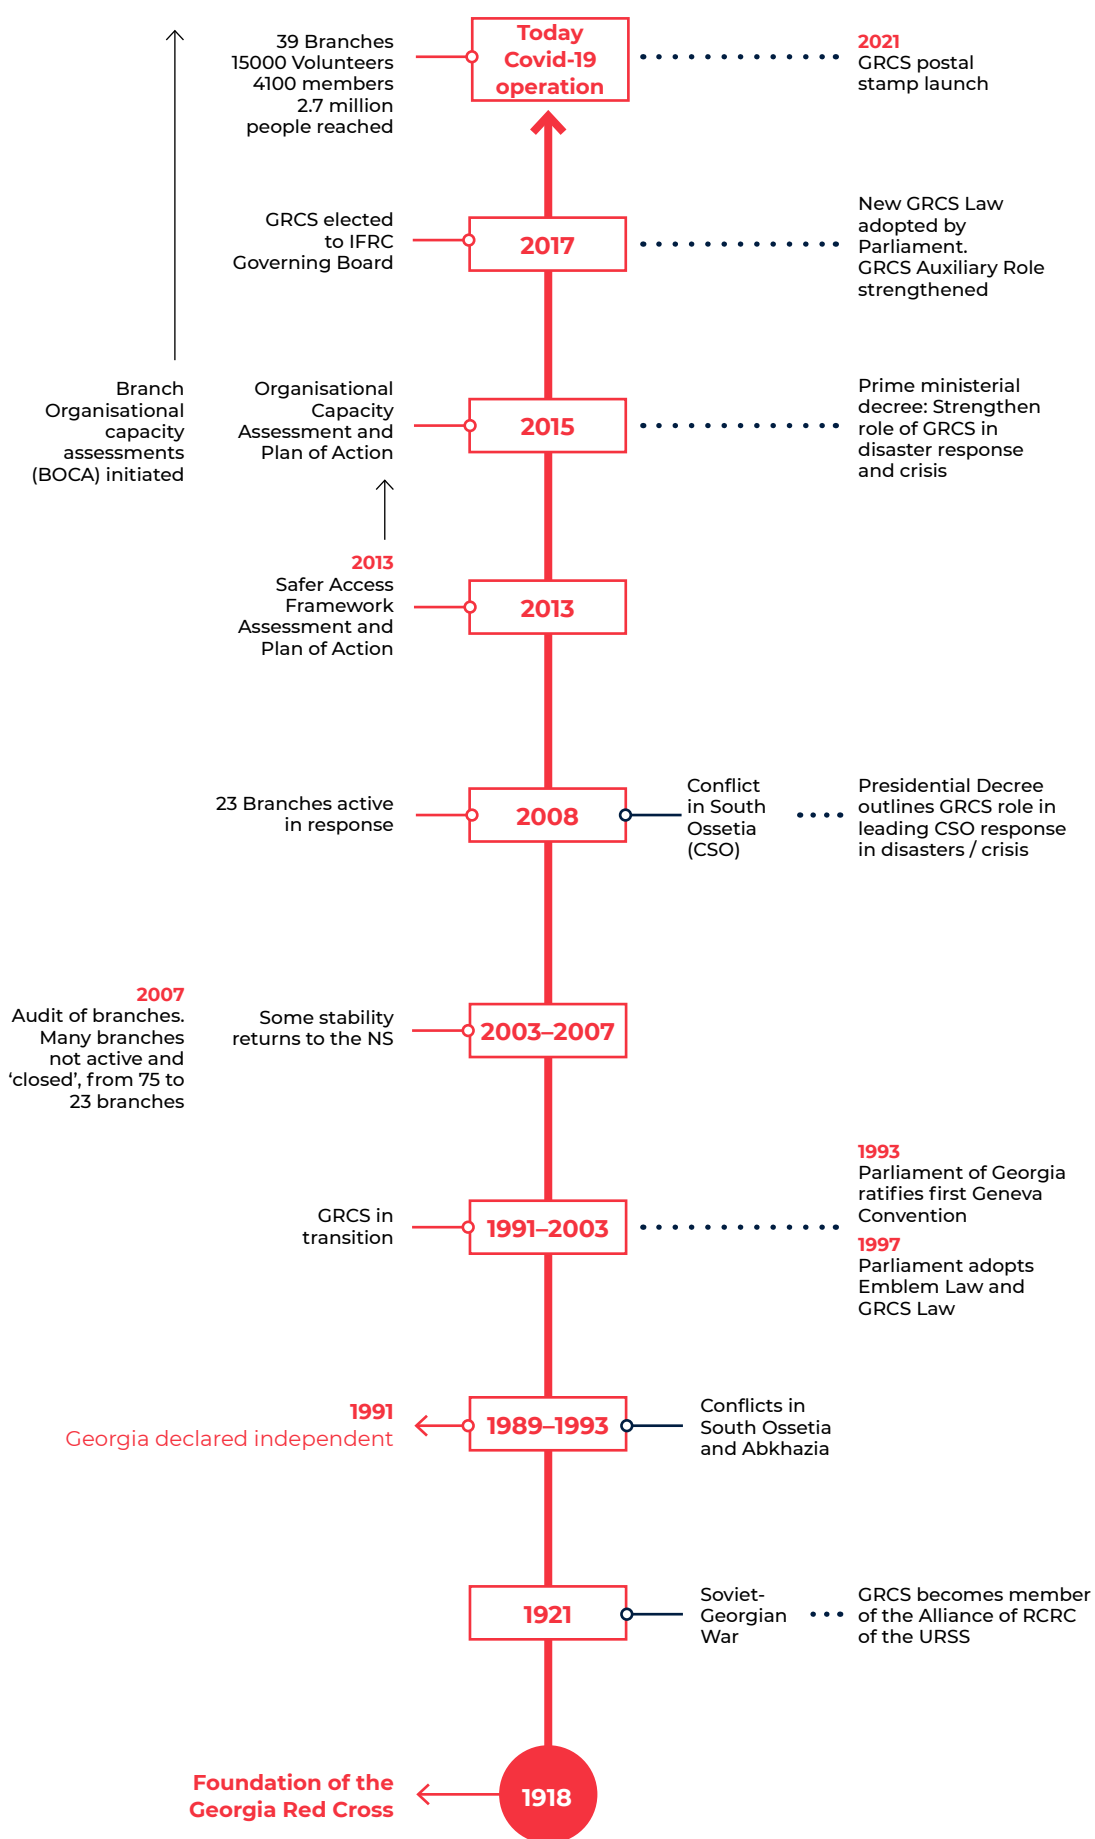 39 Branches
15000 Volunteers
4100 members
2.7 million
people reached
Today
Covid-19
operation
2021
GRCS postal
stamp launch
GRCS elected
to IFRC
Governing Board
2017
New GRCS Law
adopted by
Parliament.
GRCS Auxiliary Role
strengthened
Branch
Organisational
capacity
assessments
(BOCA) initiated
Organisational
Capacity
Assessment and
Plan of Action
2015
Prime ministerial
decree: Strengthen
role of GRCS in
disaster response
and crisis
2013
Safer Access
Framework
Assessment and
Plan of Action
2013
23 Branches active
in response
2008
Conflict
in South
Ossetia
(CSO)
Presidential Decree
outlines GRCS role in
leading CSO response
in disasters / crisis
2007
Audit of branches.
Many branches
not active and
‘closed’, from 75 to
23 branches
Some stability
returns to the NS
2003–2007
GRCS in
transition
1991–2003
1993
Parliament of Georgia
ratifies first Geneva
Convention
1997
Parliament adopts
Emblem Law and
GRCS Law
1991
Georgia declared independent
1989–1993
Conflicts in
South Ossetia
and Abkhazia
1921
Soviet-
Georgian
War
GRCS becomes member
of the Alliance of RCRC
of the URSS
Foundation of the
Georgia Red Cross
1918